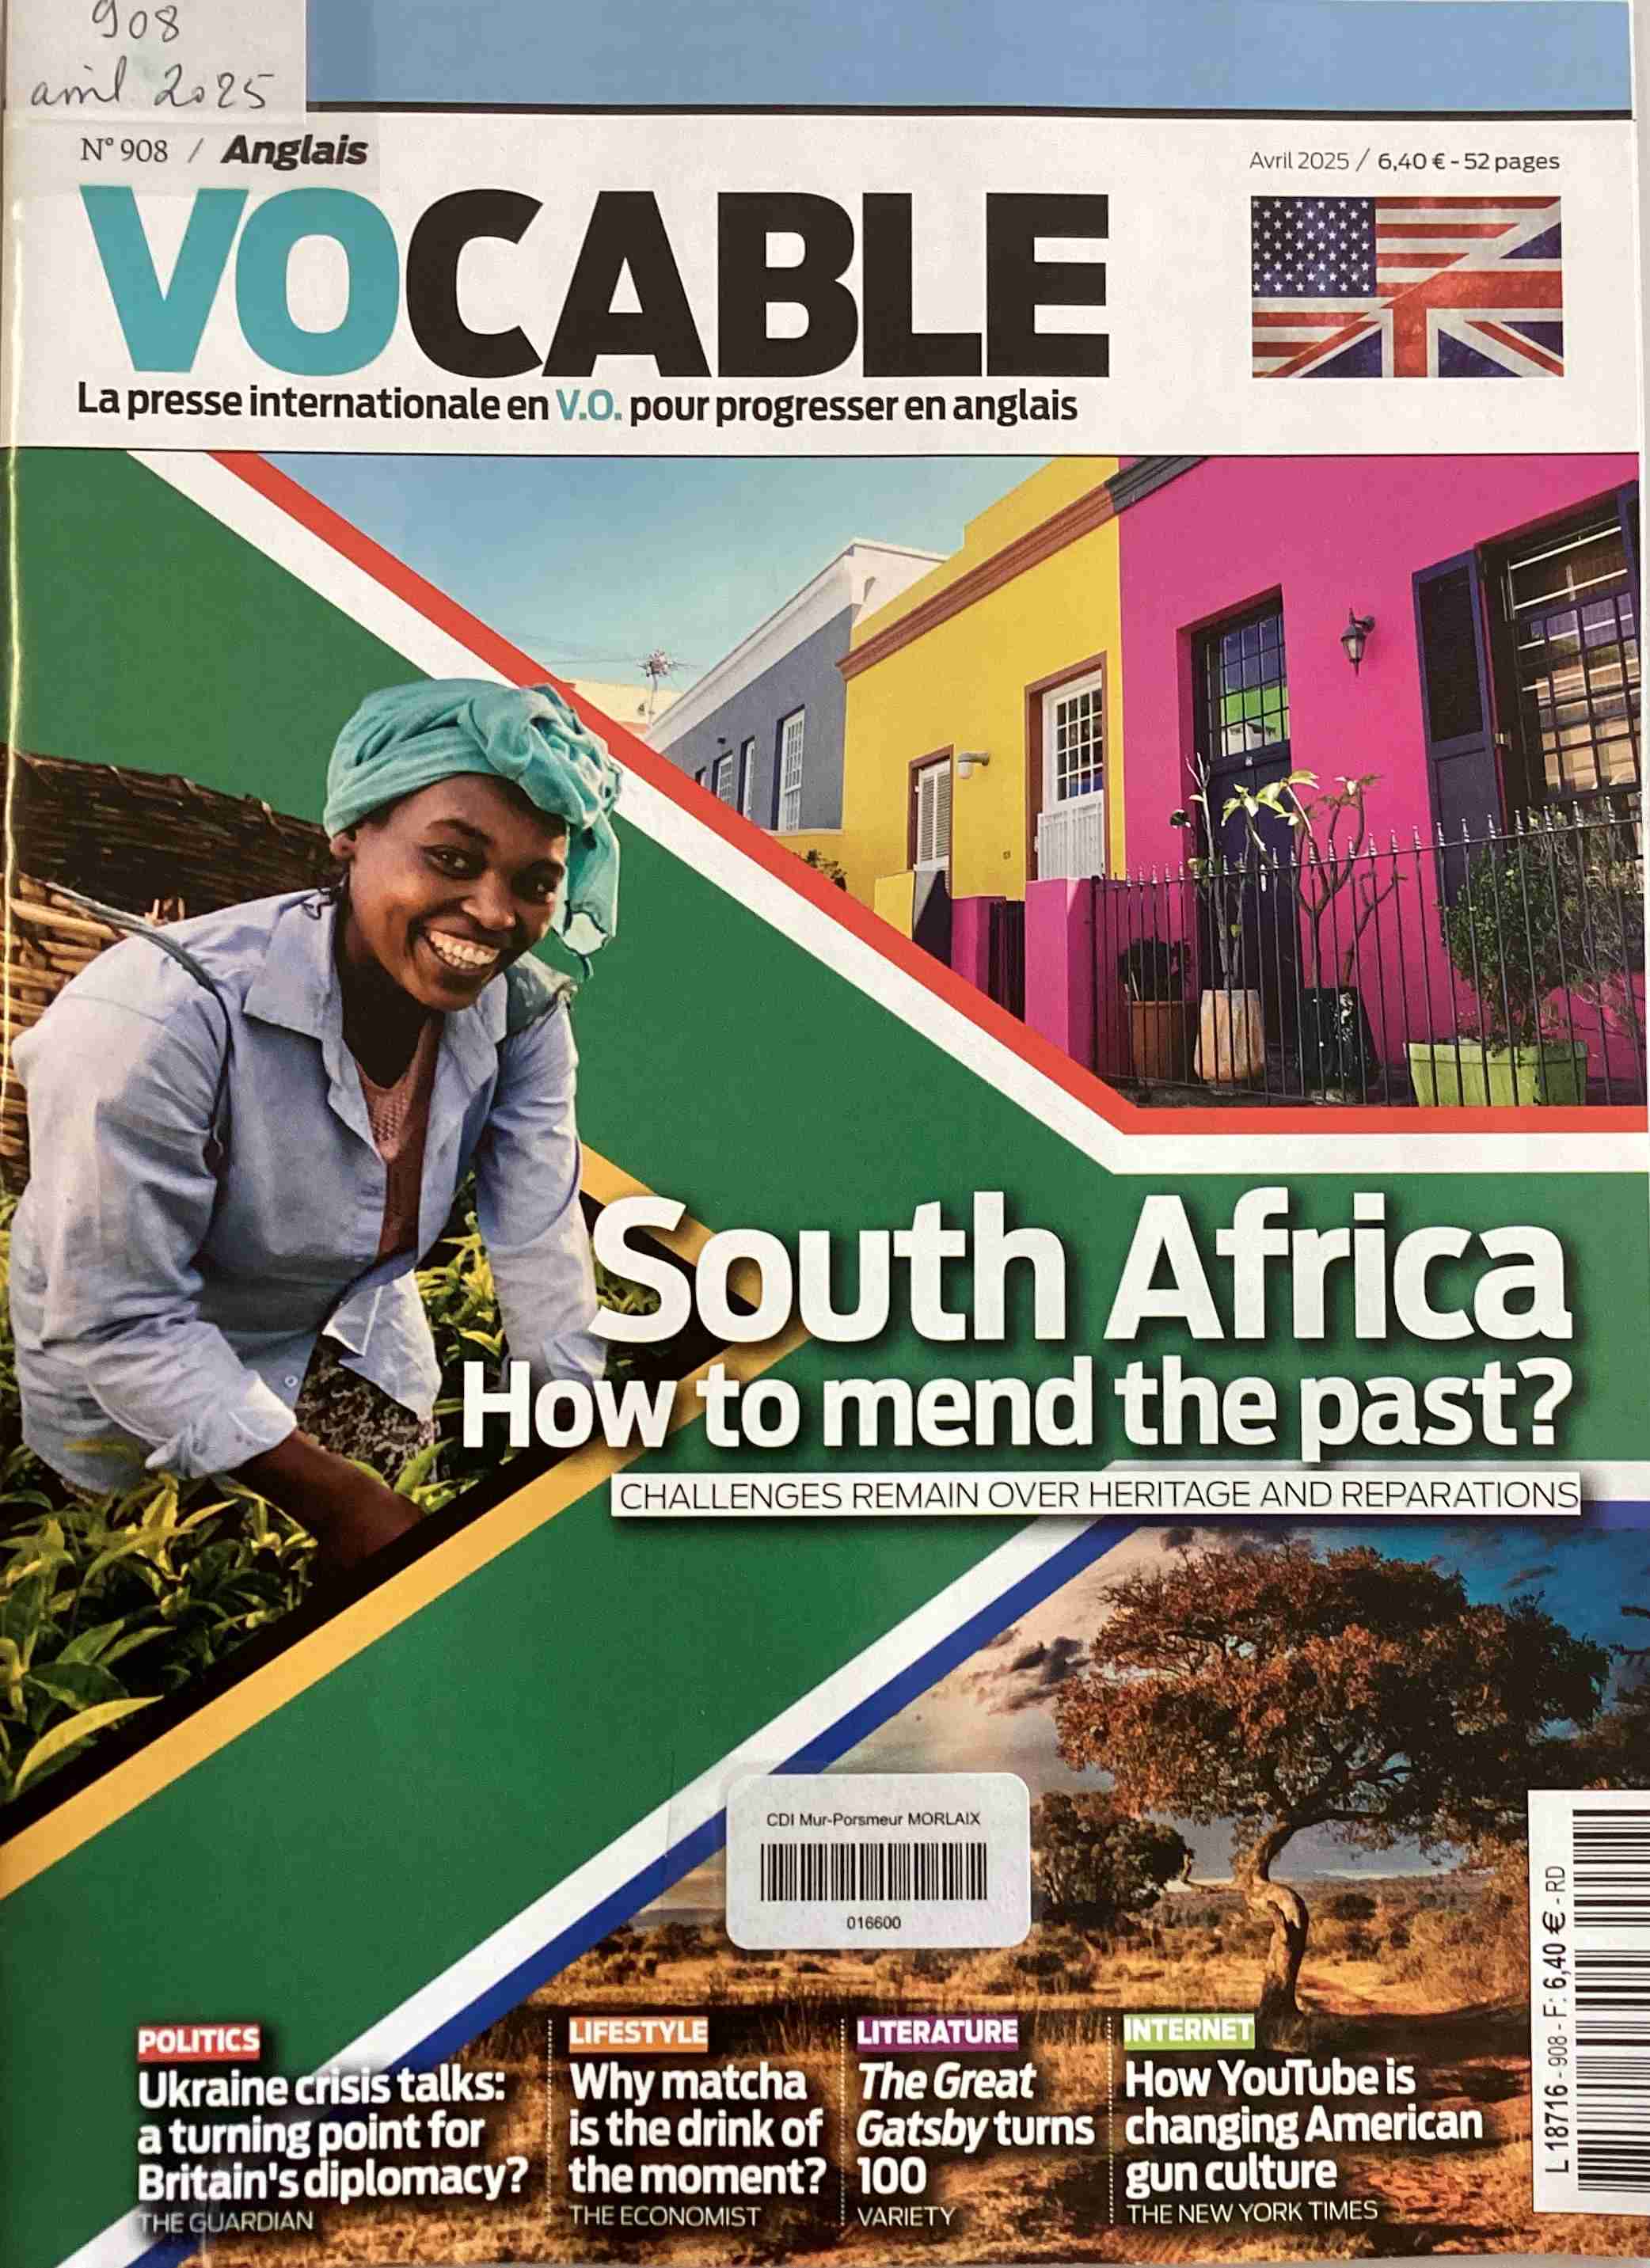 908
avril 2025
N° 908 / Anglais
Avril 2025 / 6,40 € - 52 pages
VOCABLE
La presse internationale en V.O. pour progresser en anglais
South Africa
How to mend the past?
CHALLENGES REMAIN OVER HERITAGE AND REPARATIONS
CDI Mur-Porsmeur MORLAIX
016600
POLITICS
Ukraine crisis talks:
a turning point for
Britain's diplomacy?
THE GUARDIAN
LIFESTYLE
Why matcha
is the drink of
the moment?
THE ECONOMIST
LITERATURE
The Great
Gatsby turns
100
VARIETY
INTERNET
How YouTube is
changing American
gun culture
THE NEW YORK TIMES
L 18716 - 908 - F: 6,40 € - RD